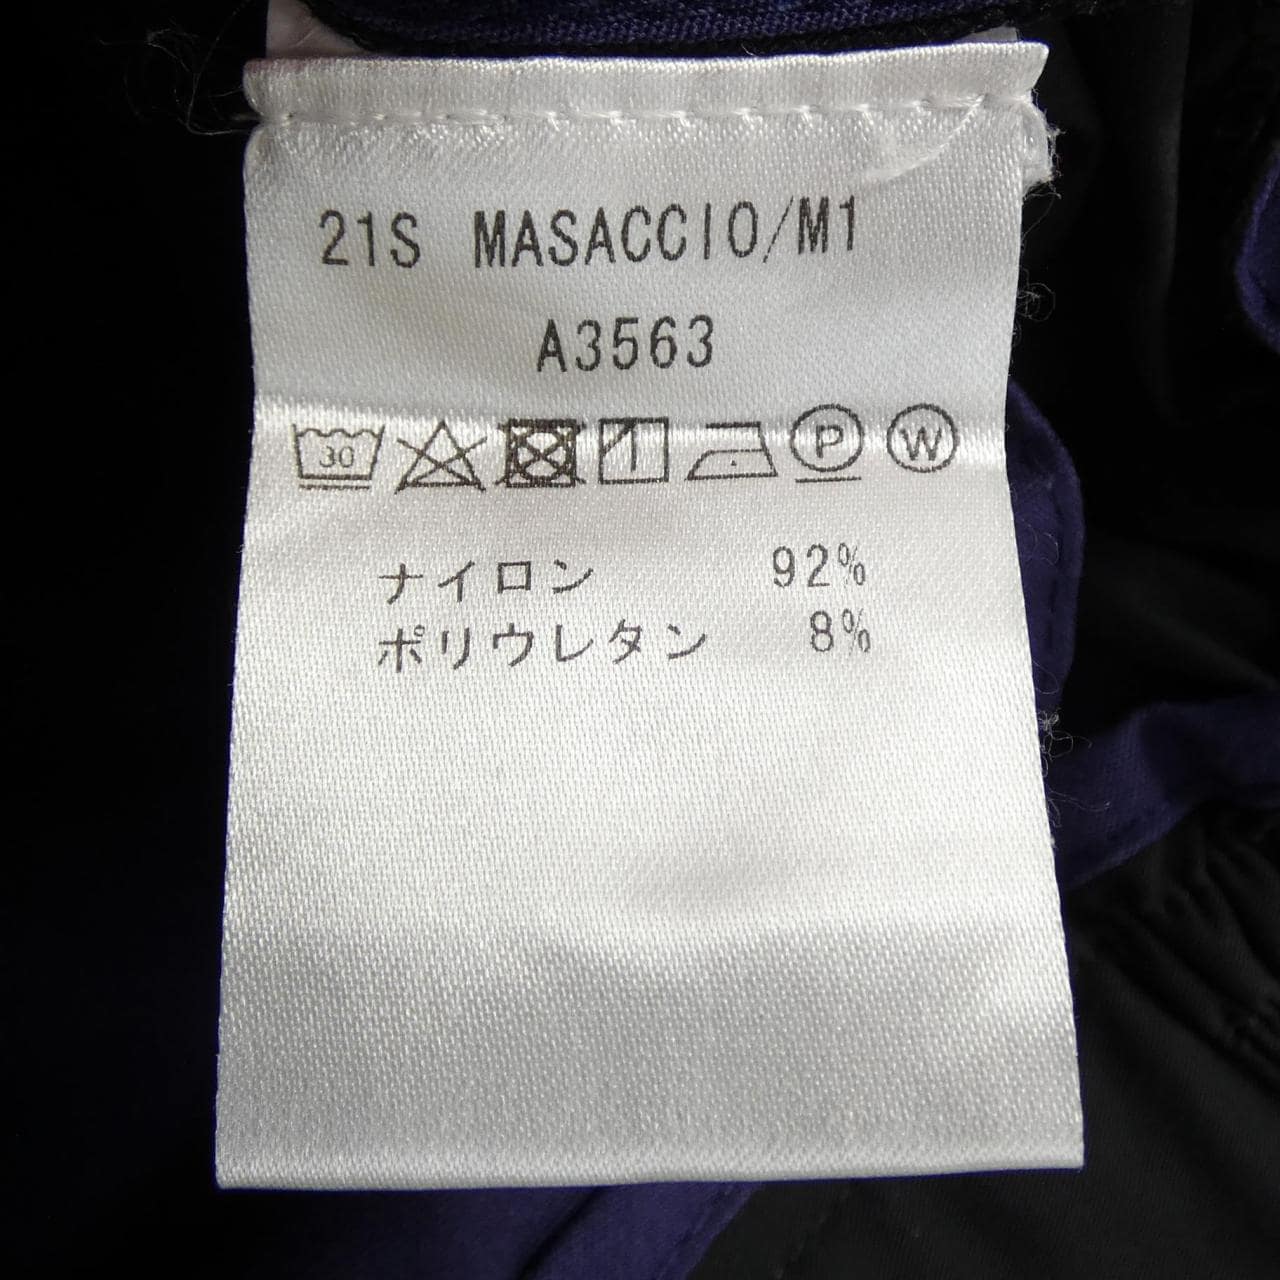 21S MASACCIO/M1
A3563
30 P W
ナイロン 92%
ポリウレタン 8%